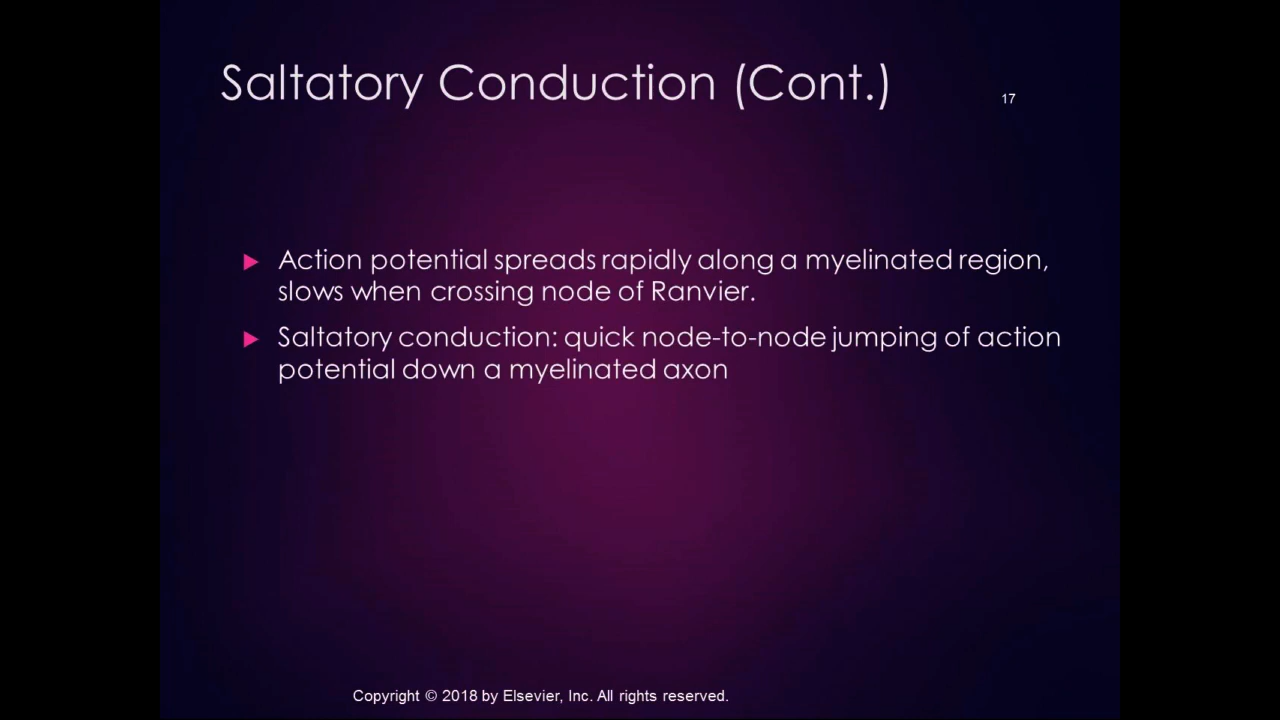 Saltatory Conduction (Cont.)
17
Action potential spreads rapidly along a myelinated region,
slows when crossing node of Ranvier.
Saltatory conduction: quick node-to-node jumping of action
potential down a myelinated axon
Copyright © 2018 by Elsevier, Inc. All rights reserved.